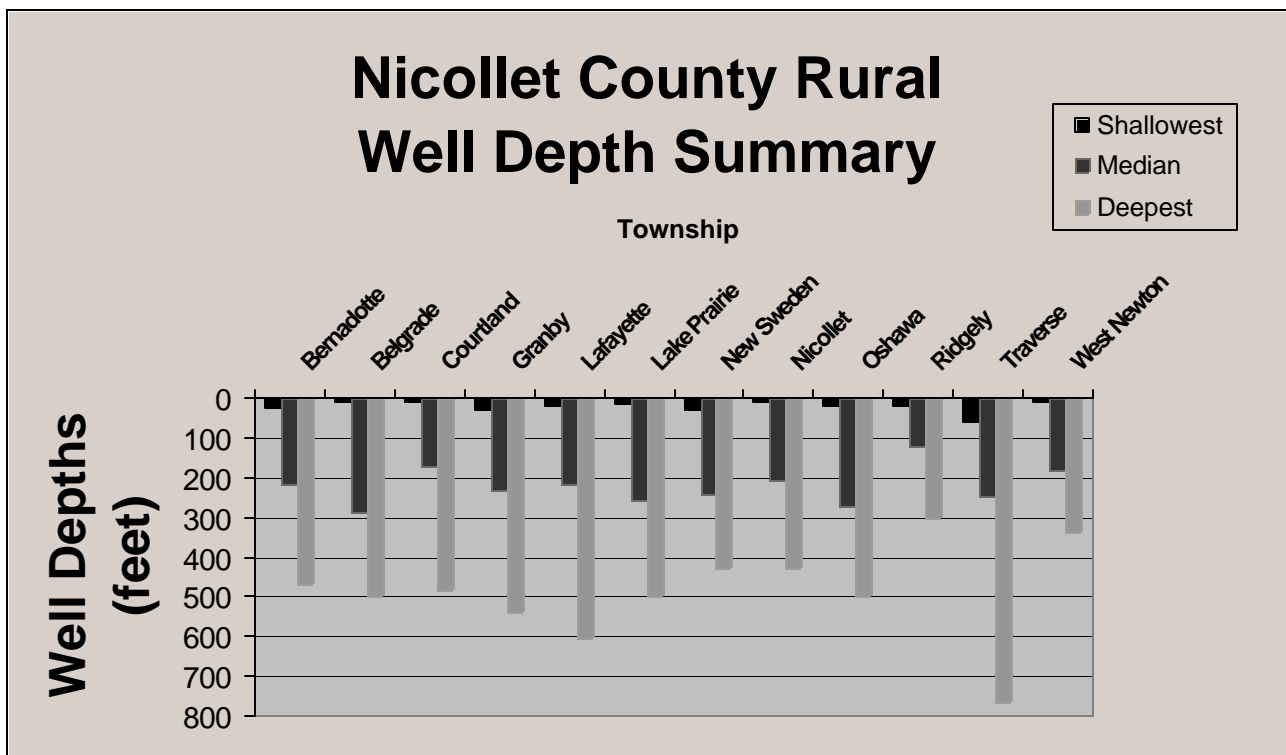 Nicollet County Rural
Well Depth Summary
Shallowest
Median
Deepest
Township
Bernadotte
Belgrade
Courtland
Granby
Lafayette
Lake Prairie
New Sweden
Nicollet
Oshawa
Ridgely
Traverse
West Newton
Well Depths
(feet)
0
100
200
300
400
500
600
700
800